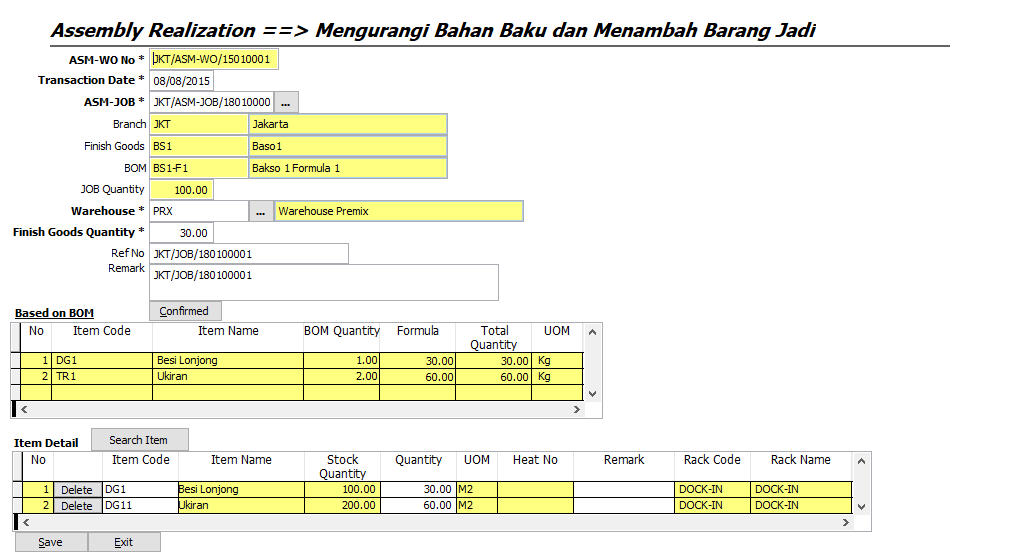 Assembly Realization ==> Mengurangi Bahan Baku dan Menambah Barang Jadi
ASM-WO No * JKT/ASM-WO/15010001
Transaction Date * 08/08/2015
ASM-JOB * JKT/ASM-JOB/18010000 ...
Branch JKT Jakarta
Finish Goods BS1 Baso1
BOM BS1-F1 Bakso 1 Formula 1
JOB Quantity 100.00
Warehouse * PRX ... Warehouse Premix
Finish Goods Quantity * 30.00
Ref No JKT/JOB/180100001
Remark JKT/JOB/180100001
Based on BOM Confirmed
No Item Code Item Name BOM Quantity Formula Total Quantity UOM
1 DG1 Besi Lonjong 1.00 30.00 30.00 Kg
2 TR1 Ukiran 2.00 60.00 60.00 Kg
Item Detail Search Item
No Item Code Item Name Stock Quantity Quantity UOM Heat No Remark Rack Code Rack Name
1 Delete DG1 Besi Lonjong 100.00 30.00 M2 DOCK-IN DOCK-IN
2 Delete DG11 Ukiran 200.00 60.00 M2 DOCK-IN DOCK-IN
Save Exit